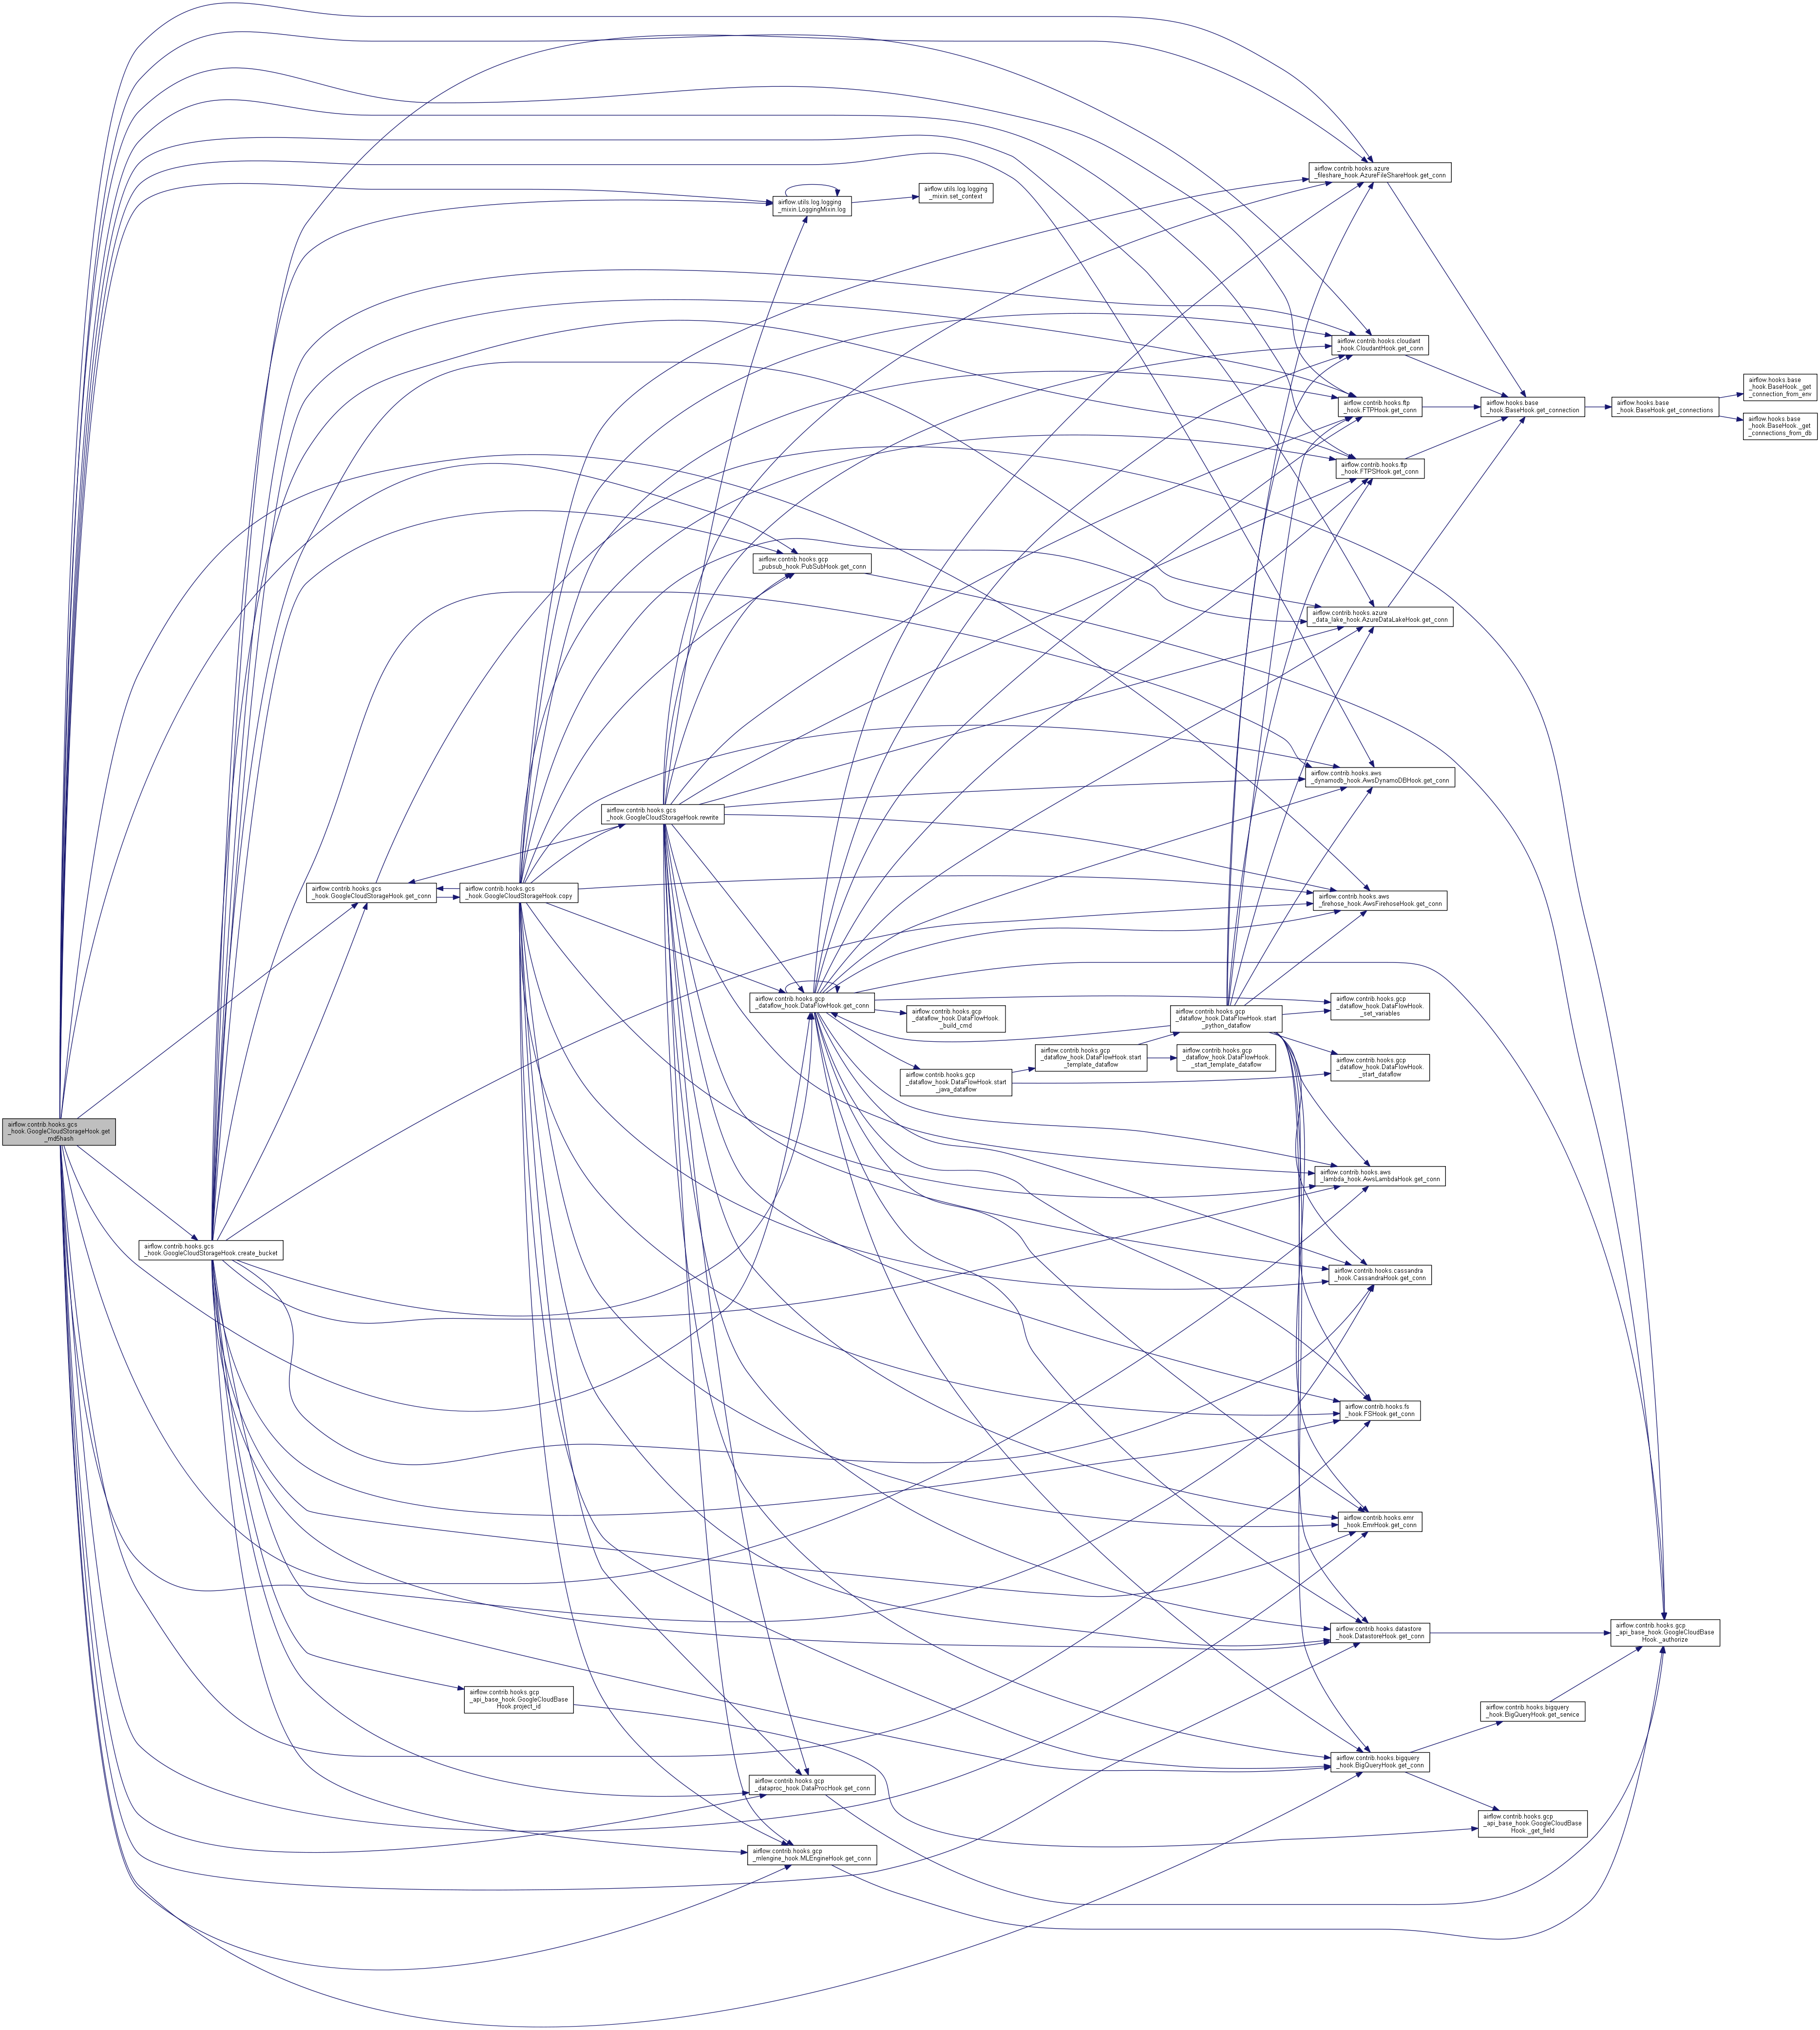 airflow.contrib.hooks.azure
_fileshare_hook.AzureFileShareHook.get_conn
airflow.utils.log.logging
_mixin.set_context
airflow.utils.log.logging
_mixin.LoggingMixin.log
airflow.contrib.hooks.cloudant
_hook.CloudantHook.get_conn
airflow.hooks.base
_hook.BaseHook._get
_connection_from_env
airflow.contrib.hooks.ftp
_hook.FTPHook.get_conn
airflow.hooks.base
_hook.BaseHook.get_connection
airflow.hooks.base
_hook.BaseHook.get_connections
airflow.hooks.base
_hook.BaseHook._get
_connections_from_db
airflow.contrib.hooks.ftp
_hook.FTPSHook.get_conn
airflow.contrib.hooks.gcp
_pubsub_hook.PubSubHook.get_conn
airflow.contrib.hooks.azure
_data_lake_hook.AzureDataLakeHook.get_conn
airflow.contrib.hooks.aws
_dynamodb_hook.AwsDynamoDBHook.get_conn
airflow.contrib.hooks.gcs
_hook.GoogleCloudStorageHook.rewrite
airflow.contrib.hooks.gcs
_hook.GoogleCloudStorageHook.get_conn
airflow.contrib.hooks.gcs
_hook.GoogleCloudStorageHook.copy
airflow.contrib.hooks.aws
_firehose_hook.AwsFirehoseHook.get_conn
airflow.contrib.hooks.gcp
_dataflow_hook.DataFlowHook.get_conn
airflow.contrib.hooks.gcp
_dataflow_hook.DataFlowHook.
_set_variables
airflow.contrib.hooks.gcp
_dataflow_hook.DataFlowHook
._build_cmd
airflow.contrib.hooks.gcp
_dataflow_hook.DataFlowHook.start
_python_dataflow
airflow.contrib.hooks.gcp
_dataflow_hook.DataFlowHook.start
_template_dataflow
airflow.contrib.hooks.gcp
_dataflow_hook.DataFlowHook.
_start_template_dataflow
airflow.contrib.hooks.gcp
_dataflow_hook.DataFlowHook.
_start_dataflow
airflow.contrib.hooks.gcp
_dataflow_hook.DataFlowHook.start
_java_dataflow
airflow.contrib.hooks.gcs
_hook.GoogleCloudStorageHook.get
_md5hash
airflow.contrib.hooks.aws
_lambda_hook.AwsLambdaHook.get_conn
airflow.contrib.hooks.gcs
_hook.GoogleCloudStorageHook.create_bucket
airflow.contrib.hooks.cassandra
_hook.CassandraHook.get_conn
airflow.contrib.hooks.fs
_hook.FSHook.get_conn
airflow.contrib.hooks.emr
_hook.EmrHook.get_conn
airflow.contrib.hooks.datastore
_hook.DatastoreHook.get_conn
airflow.contrib.hooks.gcp
_api_base_hook.GoogleCloudBase
Hook._authorize
airflow.contrib.hooks.gcp
_api_base_hook.GoogleCloudBase
Hook.project_id
airflow.contrib.hooks.bigquery
_hook.BigQueryHook.get_service
airflow.contrib.hooks.bigquery
_hook.BigQueryHook.get_conn
airflow.contrib.hooks.gcp
_dataproc_hook.DataProcHook.get_conn
airflow.contrib.hooks.gcp
_api_base_hook.GoogleCloudBase
Hook._get_field
airflow.contrib.hooks.gcp
_mlengine_hook.MLEngineHook.get_conn